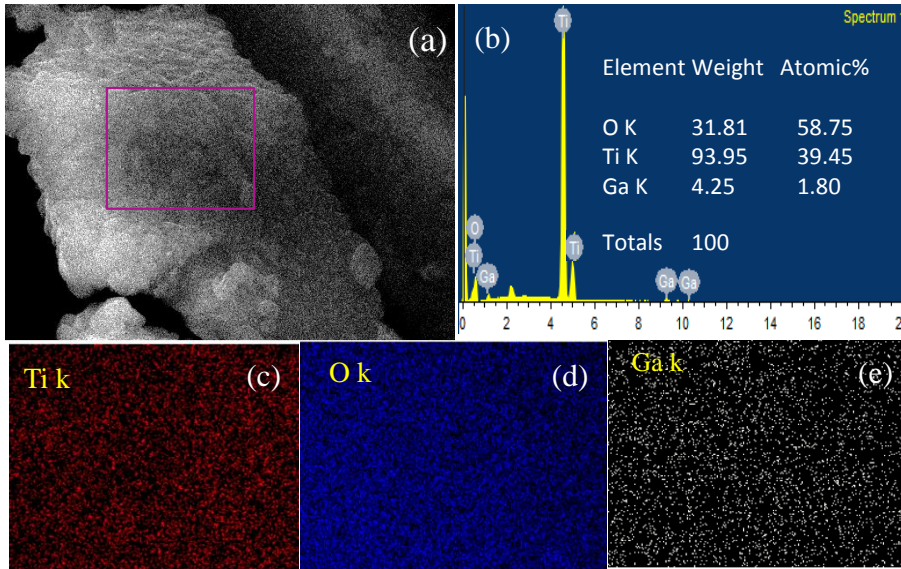 (a)
(b)
Spectrum
Ti
Element Weight Atomic%
O K 31.81 58.75
Ti K 93.95 39.45
Ga K 4.25 1.80
Totals 100
O
Ti
Ti
Ga
Ga
Ga
0 2 4 6 8 10 12 14 16 18
Ti k
(c)
O k
(d)
Ga k
(e)